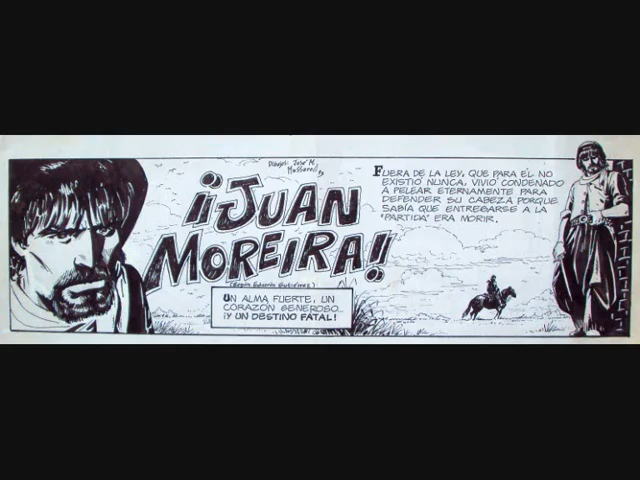 Dibujos: José M.
¡¡JUAN
MOREIRA!!
(Según Eduardo Gutiérrez)
UN ALMA FUERTE, UN
CORAZÓN GENEROSO...
¡Y UN DESTINO FATAL!
FUERA DE LA LEY, QUE PARA ÉL NO
EXISTIÓ NUNCA, VIVIÓ CONDENADO
A PELEAR ETERNAMENTE PARA
DEFENDER SU CABEZA PORQUE
SABÍA QUE ENTREGARSE A LA
"PARTIDA" ERA MORIR.